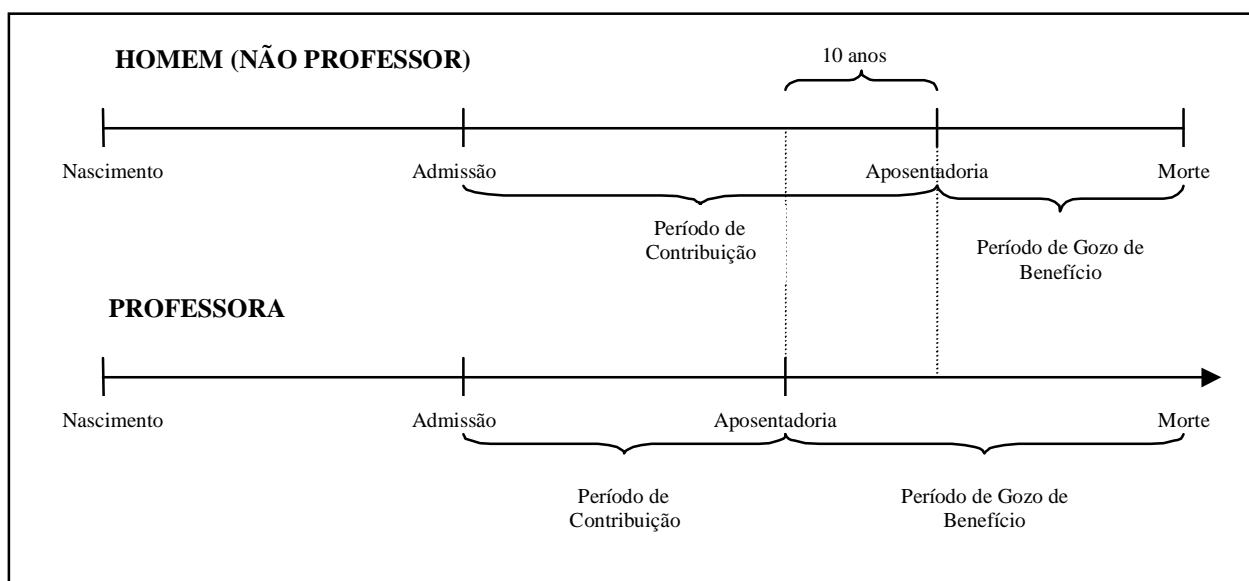 HOMEM (NÃO PROFESSOR)
10 anos
Nascimento
Admissão
Aposentadoria
Morte
Período de
Contribuição
Período de Gozo de
Benefício
PROFESSORA
Nascimento
Admissão
Aposentadoria
Morte
Período de
Contribuição
Período de Gozo de
Benefício